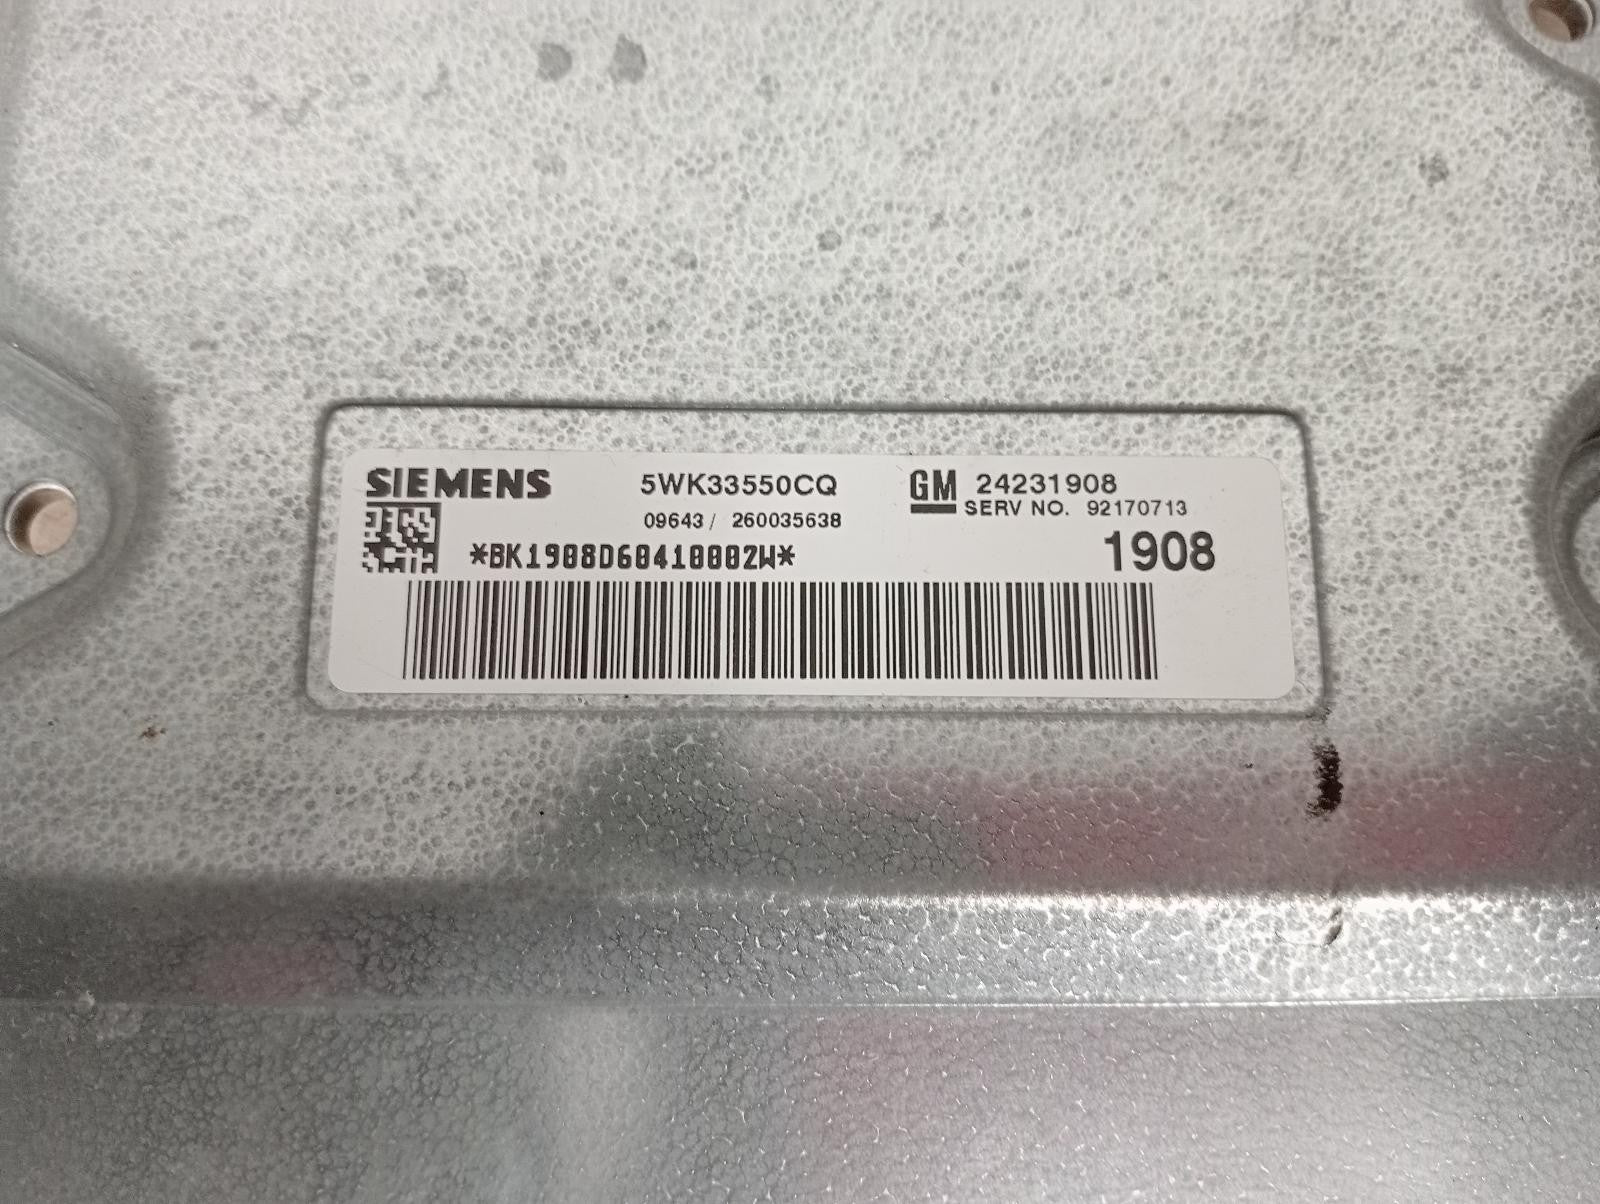 SIEMENS 5WK33550CQ GM 24231908
09643 / 260035638 SERV NO. 92170713
*BK1908D60410002W* 1908